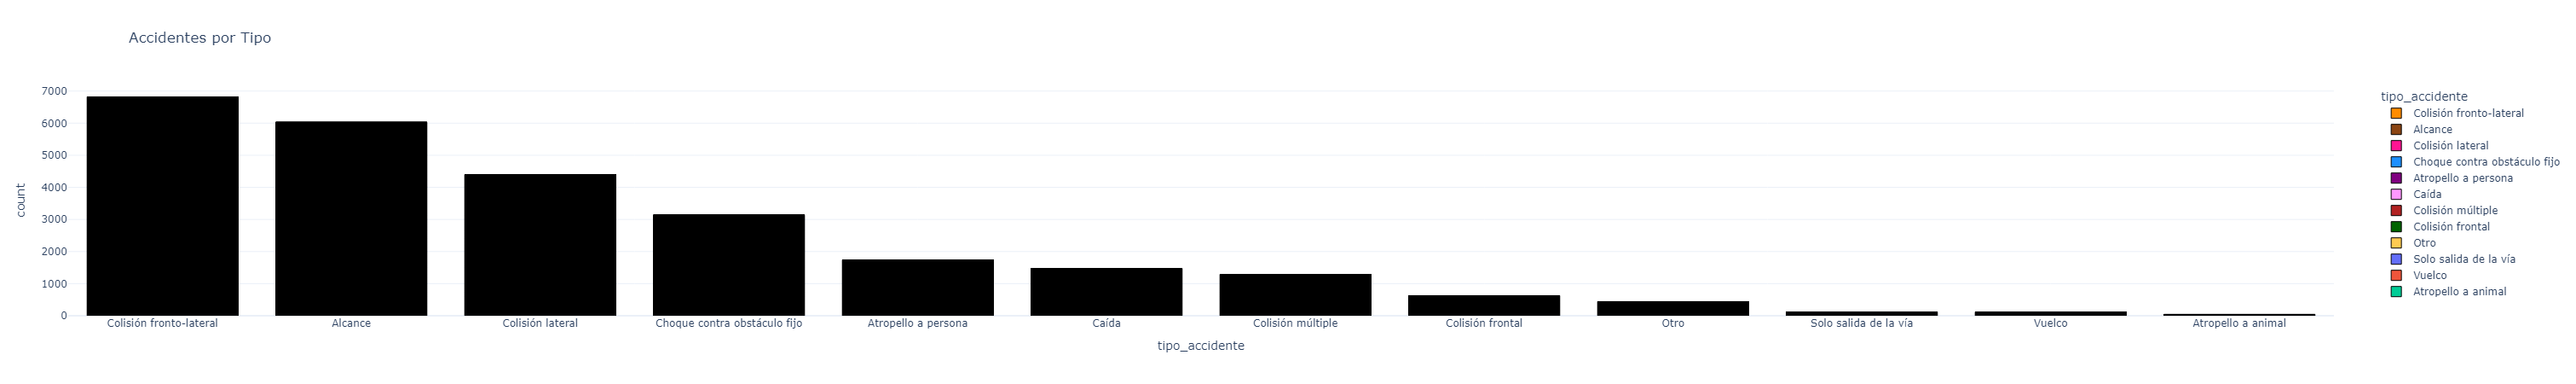 Accidentes por Tipo
7000
6000
5000
4000
3000
2000
1000
0
count
Colisión fronto-lateral
Alcance
Colisión lateral
Choque contra obstáculo fijo
Atropello a persona
Caída
Colisión múltiple
Colisión frontal
Otro
Solo salida de la vía
Vuelco
Atropello a animal
tipo_accidente
tipo_accidente
Colisión fronto-lateral
Alcance
Colisión lateral
Choque contra obstáculo fijo
Atropello a persona
Caída
Colisión múltiple
Colisión frontal
Otro
Solo salida de la vía
Vuelco
Atropello a animal